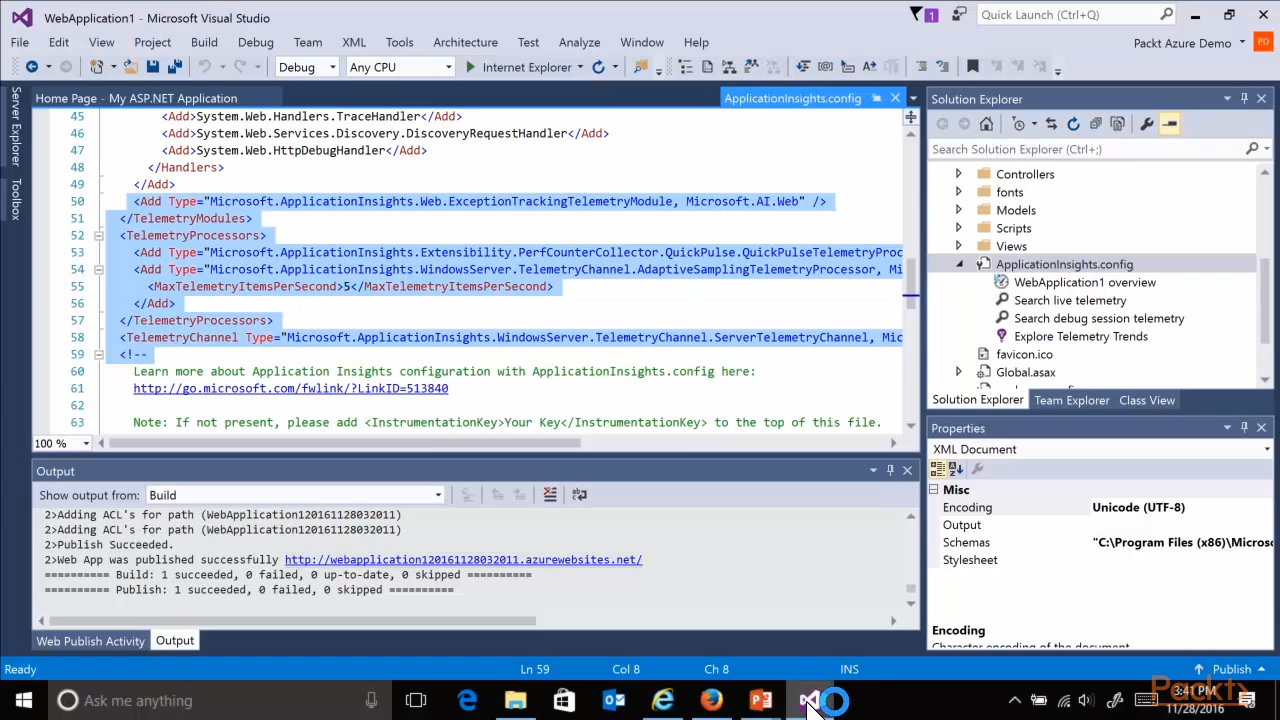 WebApplication1 - Microsoft Visual Studio
1
Quick Launch (Ctrl+Q)
File Edit View Project Build Debug Team XML Tools Architecture Test Analyze Window Help
Packt Azure Demo
PD
Debug Any CPU Internet Explorer
Server Explorer
Toolbox
Home Page - My ASP.NET Application
ApplicationInsights.config
45 <Add>System.Web.Handlers.TraceHandler</Add>
46 <Add>System.Web.Services.Discovery.DiscoveryRequestHandler</Add>
47 <Add>System.Web.HttpDebugHandler</Add>
48 </Handlers>
49 </Add>
50 <Add Type="Microsoft.ApplicationInsights.Web.ExceptionTrackingTelemetryModule, Microsoft.AI.Web" />
51 </TelemetryModules>
52 <TelemetryProcessors>
53 <Add Type="Microsoft.ApplicationInsights.Extensibility.PerfCounterCollector.QuickPulse.QuickPulseTelemetryProc
54 <Add Type="Microsoft.ApplicationInsights.WindowsServer.TelemetryChannel.AdaptiveSamplingTelemetryProcessor, Mi
55 <MaxTelemetryItemsPerSecond>5</MaxTelemetryItemsPerSecond>
56 </Add>
57 </TelemetryProcessors>
58 <TelemetryChannel Type="Microsoft.ApplicationInsights.WindowsServer.TelemetryChannel.ServerTelemetryChannel, Mic
59 <!--
60 Learn more about Application Insights configuration with ApplicationInsights.config here:
61 http://go.microsoft.com/fwlink/?LinkID=513840
62
63 Note: If not present, please add <InstrumentationKey>Your Key</InstrumentationKey> to the top of this file.
100 %
Output
Show output from: Build
2>Adding ACL's for path (WebApplication120161128032011)
2>Adding ACL's for path (WebApplication120161128032011)
2>Publish Succeeded.
2>Web App was published successfully http://webapplication120161128032011.azurewebsites.net/
========== Build: 1 succeeded, 0 failed, 0 up-to-date, 0 skipped ==========
========== Publish: 1 succeeded, 0 failed, 0 skipped ==========
Web Publish Activity Output
Solution Explorer
Search Solution Explorer (Ctrl+;)
Controllers
fonts
Models
Scripts
Views
ApplicationInsights.config
WebApplication1 overview
Search live telemetry
Search debug session telemetry
Explore Telemetry Trends
favicon.ico
Global.asax
Solution Explorer Team Explorer Class View
Properties
XML Document
Misc
Encoding Unicode (UTF-8)
Output
Schemas "C:\Program Files (x86)\Micros
Stylesheet
Encoding
Character encoding of the document
Ready Ln 59 Col 8 Ch 8 INS Publish
Ask me anything
3:41 PM
11/28/2016
Packt>